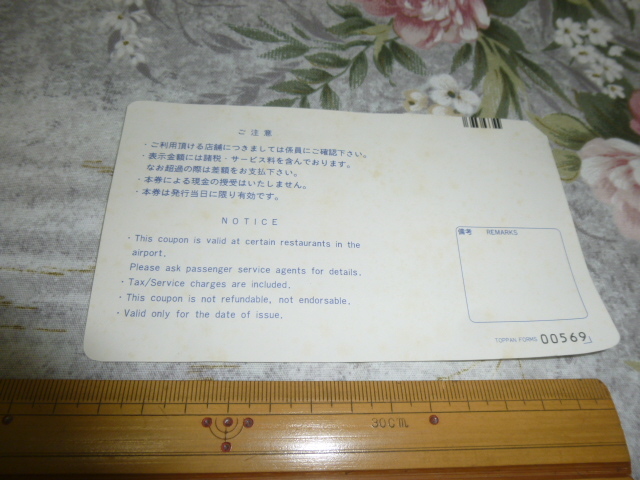 ご注意
・ご利用頂ける店舗につきましては係員にご確認下さい。
・表示金額には諸税・サービス料を含んでおります。
なお超過の際は差額をお支払下さい。
・本券による現金の授受はいたしません。
・本券は発行当日に限り有効です。
NOTICE
・This coupon is valid at certain restaurants in the
airport.
Please ask passenger service agents for details.
・Tax/Service charges are included.
・This coupon is not refundable, not endorsable.
・Valid only for the date of issue.
備考 REMARKS
TOPPAN FORMS 00569
30C㎡